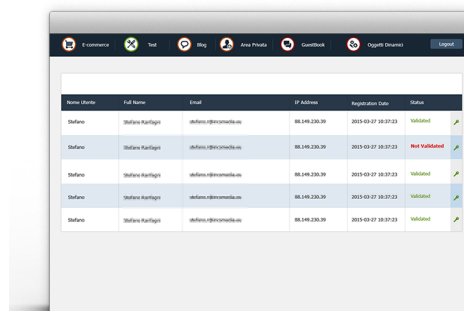 E-commerce Test Blog Area Privata GuestBook Oggetti Dinamici Logout
Nome Utente Full Name Email IP Address Registration Date Status
Stefano 88.149.230.39 2015-03-27 10:37:23 Validated
Stefano 88.149.230.39 2015-03-27 10:37:23 Not Validated
Stefano 88.149.230.39 2015-03-27 10:37:23 Validated
Stefano 88.149.230.39 2015-03-27 10:37:23 Validated
Stefano 88.149.230.39 2015-03-27 10:37:23 Validated